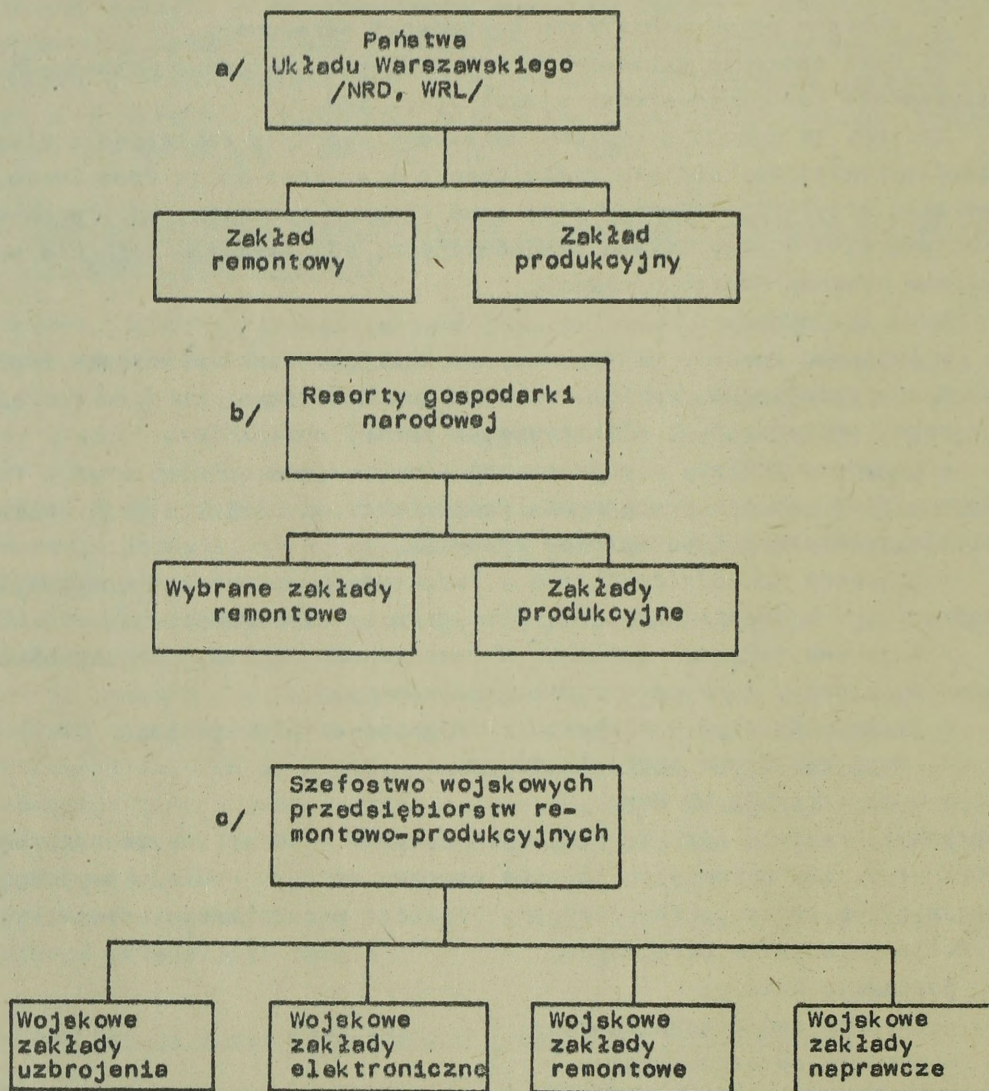 Państwa
a/ Układu Warszawskiego
/NRD, WRL/
Zakład
remontowy
Zakład
produkcyjny
b/ Resorty gospodarki
narodowej
Wybrane zakłady
remontowe
Zakłady
produkcyjne
Szefostwo wojskowych
c/ przedsiębiorstw re-
montowo-produkcyjnych
Wojskowe
zakłady
uzbrojenia
Wojskowe
zakłady
elektroniczne
Wojskowe
zakłady
remontowe
Wojskowe
zakłady
naprawcze